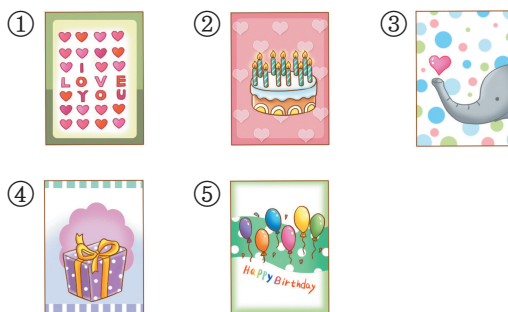 ① ② ③
I
LOVE
YOU
④ ⑤
Happy Birthday